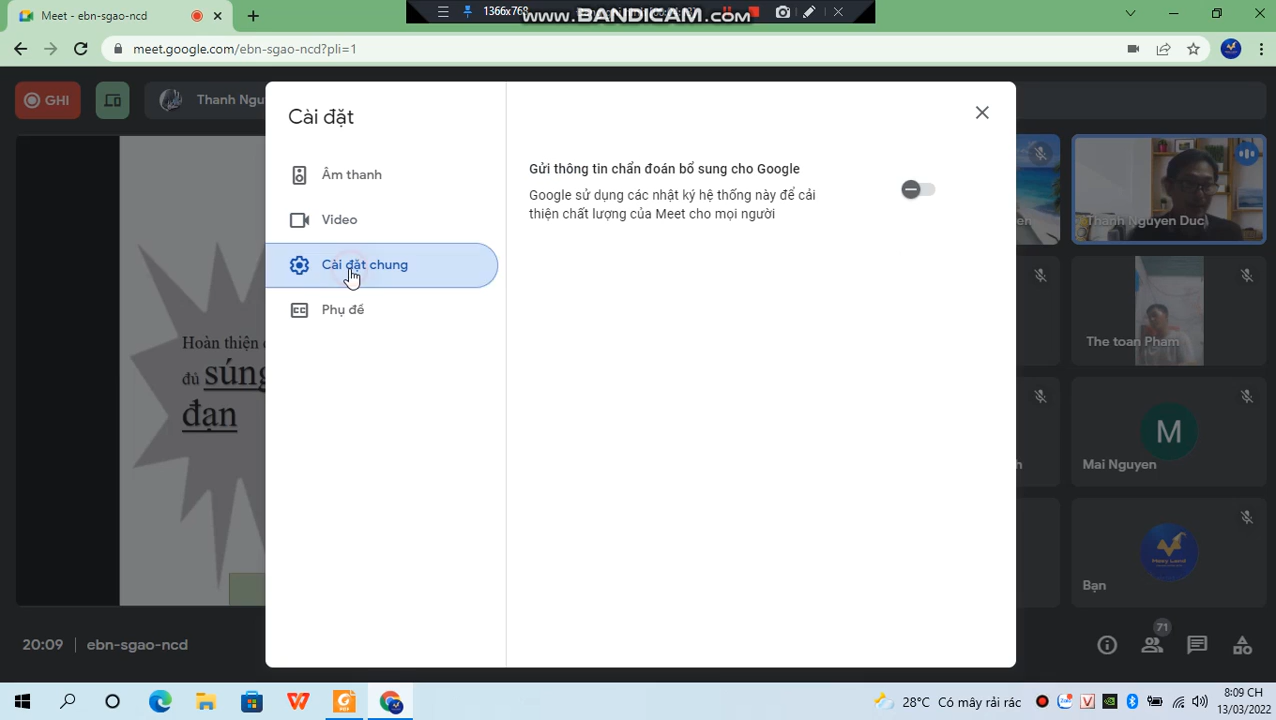 Meet - ebn-sgao-ncd
1366x768
www.BANDICAM.com
meet.google.com/ebn-sgao-ncd?pli=1
GHI
Thanh Ngu
Cài đặt
Âm thanh
Video
Cài đặt chung
Phụ đề
Gửi thông tin chẩn đoán bổ sung cho Google
Google sử dụng các nhật ký hệ thống này để cải
thiện chất lượng của Meet cho mọi người
Hoàn thiện
đủ súng
đạn
Thanh Nguyen Duc
The toan Pham
M
Mai Nguyen
Bạn
20:09
ebn-sgao-ncd
71
28°C Có mây rải rác
8:09 CH
13/03/2022